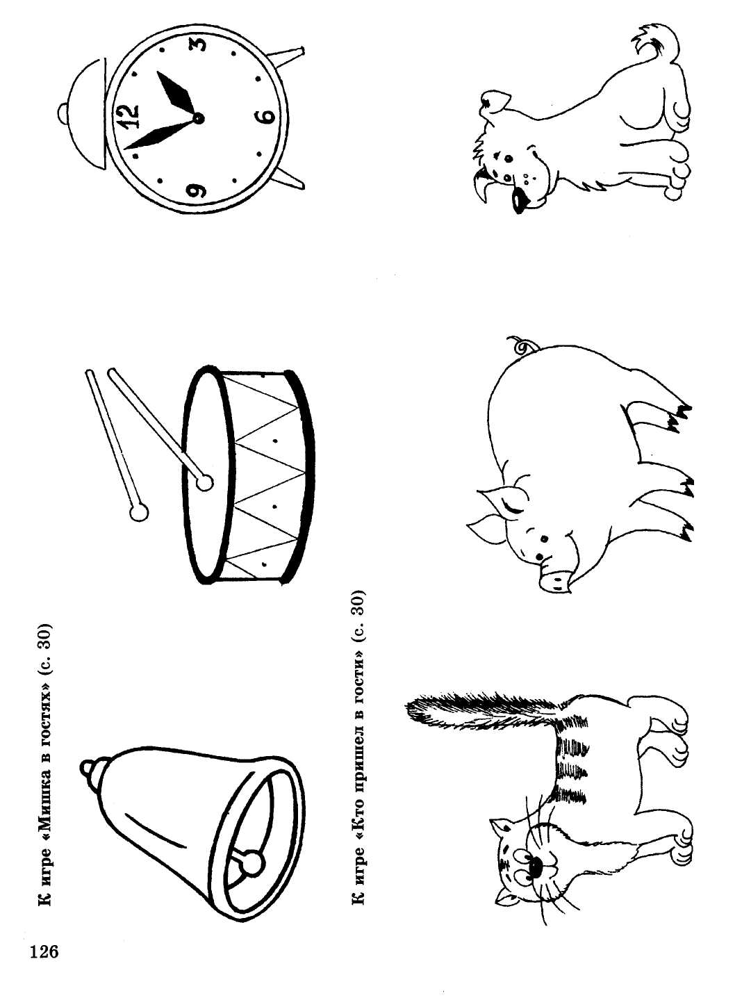 К игре «Мишка в гостях» (с. 30)
12
3
6
9
К игре «Кто пришел в гости» (с. 30)
126